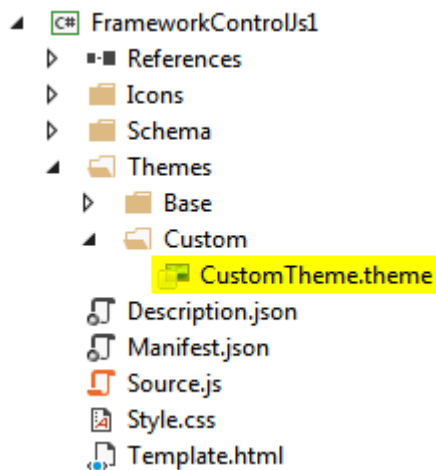 C# FrameworkControlJs1
References
Icons
Schema
Themes
Base
Custom
CustomTheme.theme
Description.json
Manifest.json
Source.js
Style.css
Template.html